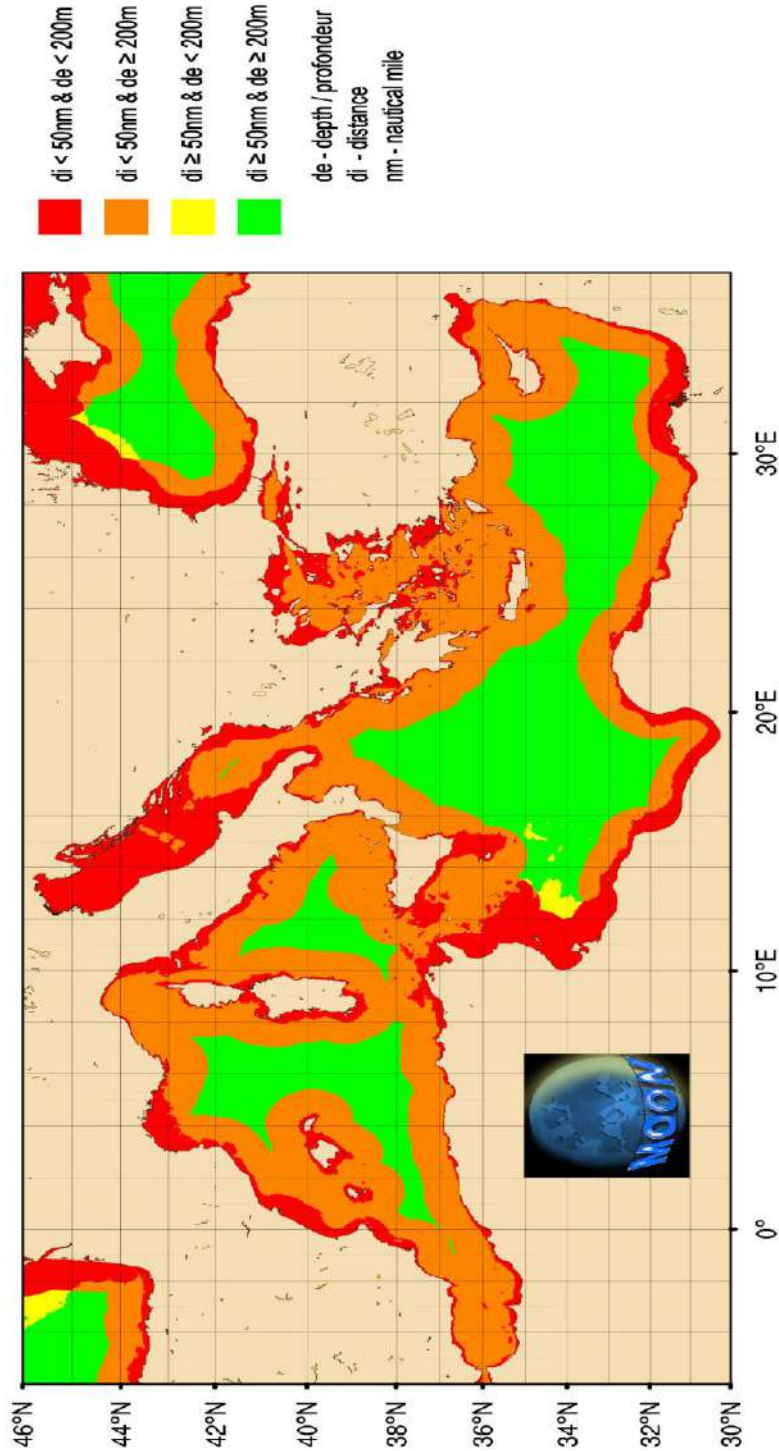 di < 50nm & de < 200m
di < 50nm & de ≥ 200m
di ≥ 50nm & de < 200m
di ≥ 50nm & de ≥ 200m
de - depth / profondeur
di - distance
nm - nautical mile
46°N
44°N
42°N
40°N
38°N
36°N
34°N
32°N
30°N
0°
10°E
20°E
30°E
MOON